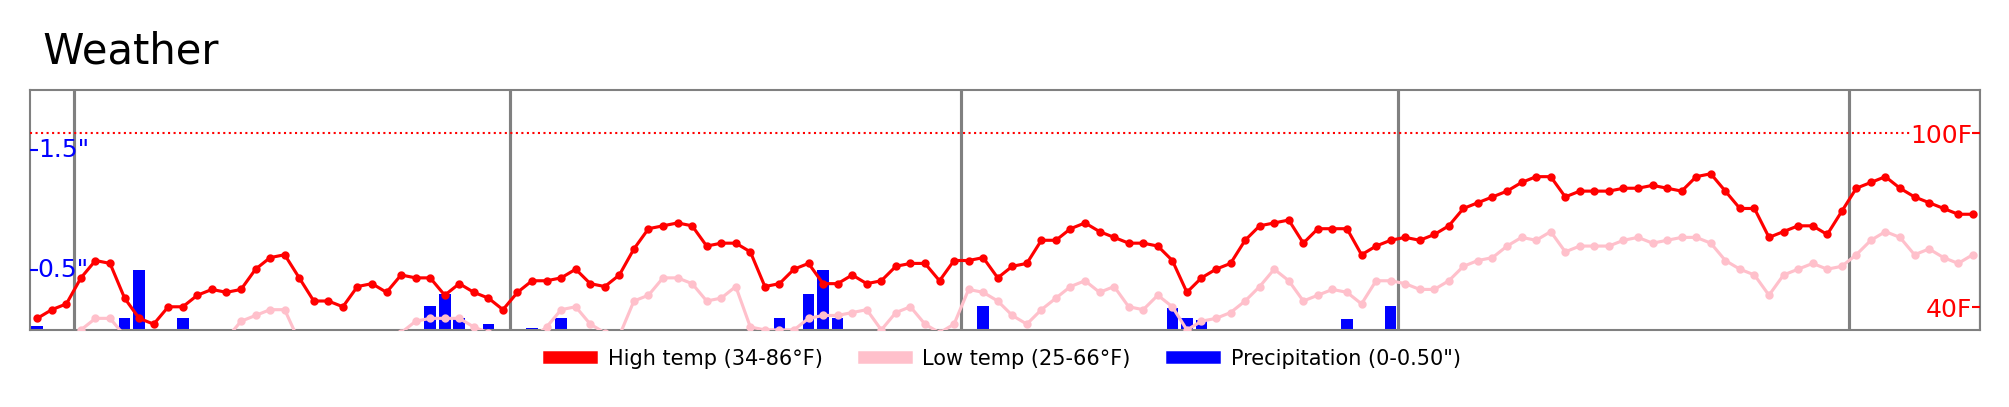 Weather
1.5"
100F
0.5"
40F
High temp (34-86°F)
Low temp (25-66°F)
Precipitation (0-0.50")